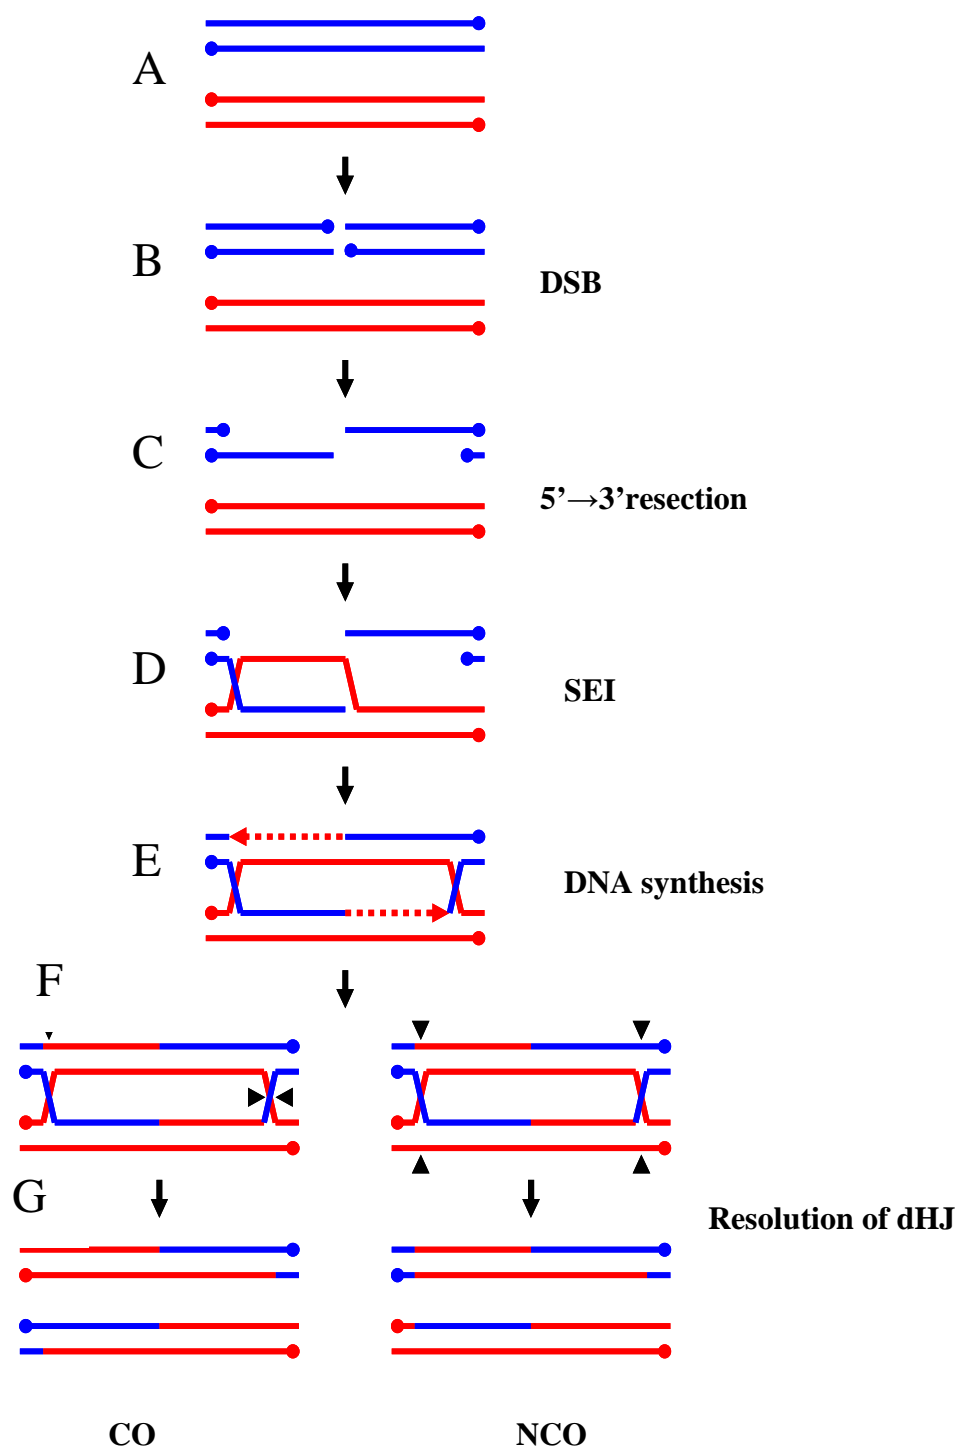 A
B
DSB
C
5’→3’resection
D
SEI
E
DNA synthesis
F
G
Resolution of dHJ
CO
NCO